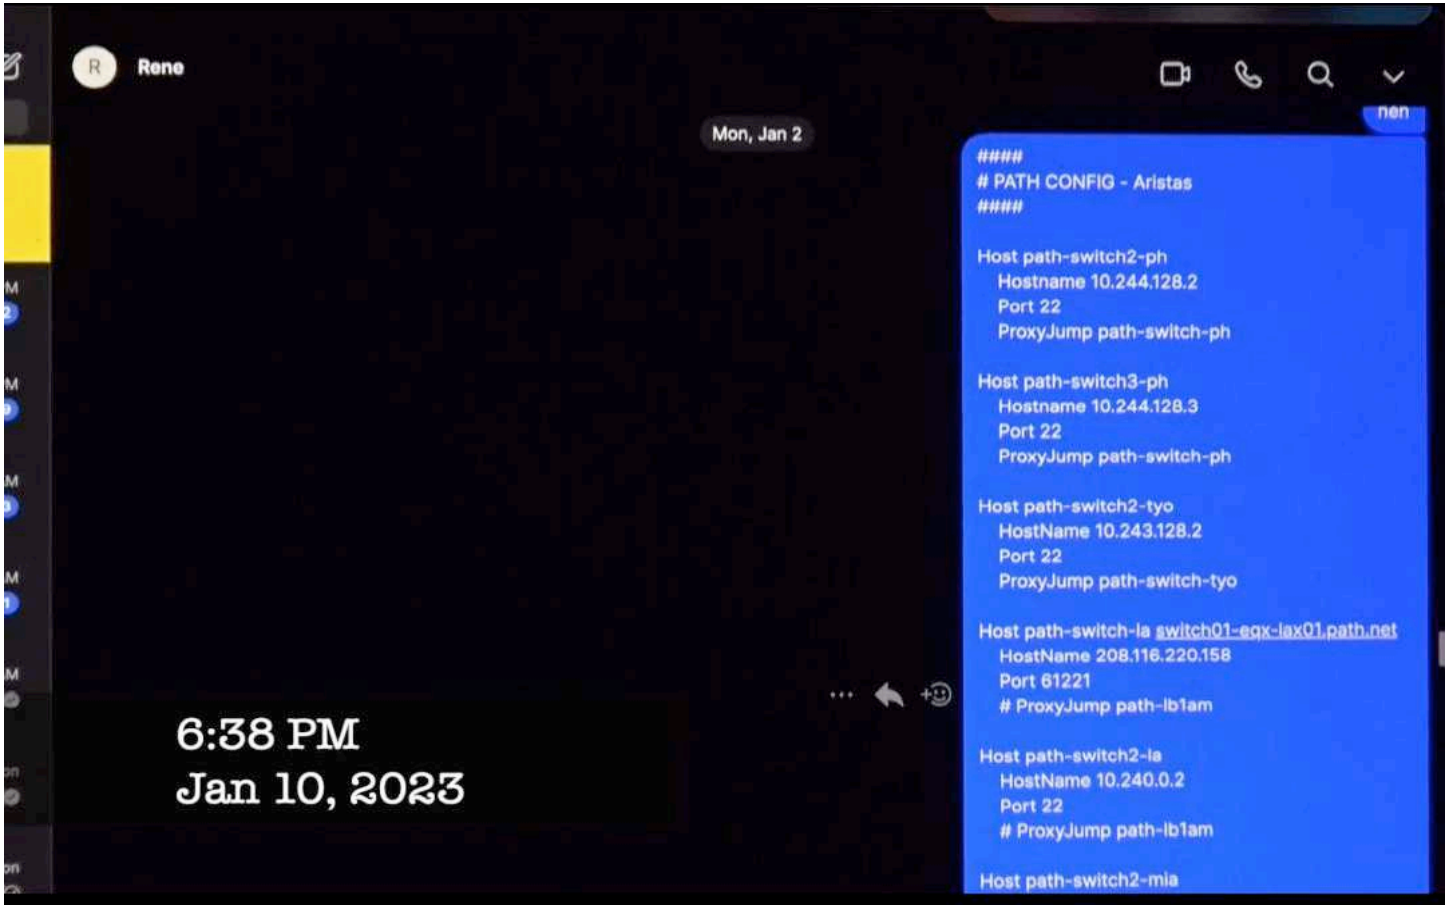 R
Rene
Mon, Jan 2
####
# PATH CONFIG - Aristas
####
Host path-switch2-ph
Hostname 10.244.128.2
Port 22
ProxyJump path-switch-ph
Host path-switch3-ph
Hostname 10.244.128.3
Port 22
ProxyJump path-switch-ph
Host path-switch2-tyo
HostName 10.243.128.2
Port 22
ProxyJump path-switch-tyo
Host path-switch-la switch01-eqx-lax01.path.net
HostName 208.116.220.158
Port 61221
# ProxyJump path-lb1am
Host path-switch2-la
HostName 10.240.0.2
Port 22
# ProxyJump path-lb1am
Host path-switch2-mia
6:38 PM
Jan 10, 2023